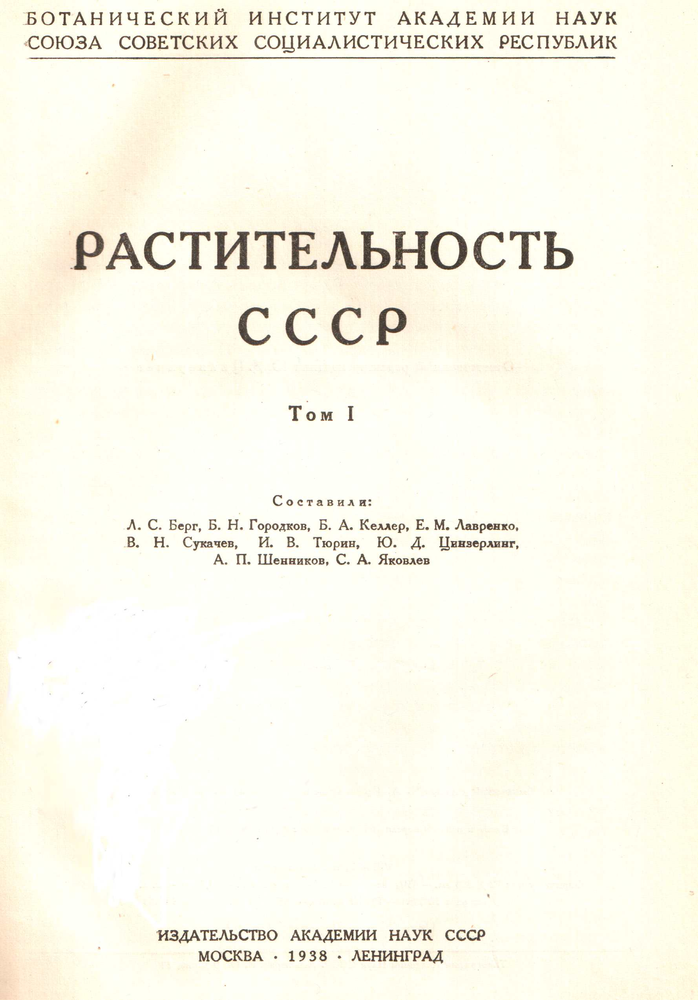 БОТАНИЧЕСКИЙ ИНСТИТУТ АКАДЕМИИ НАУК
СОЮЗА СОВЕТСКИХ СОЦИАЛИСТИЧЕСКИХ РЕСПУБЛИК
РАСТИТЕЛЬНОСТЬ
СССР
Том I
Составили:
Л. С. Берг, Б. Н. Городков, Б. А. Келлер, Е. М. Лавренко,
В. Н. Сукачев, И. В. Тюрин, Ю. Д. Цинзерлинг,
А. П. Шенников, С. А. Яковлев
ИЗДАТЕЛЬСТВО АКАДЕМИИ НАУК СССР
МОСКВА · 1938 · ЛЕНИНГРАД